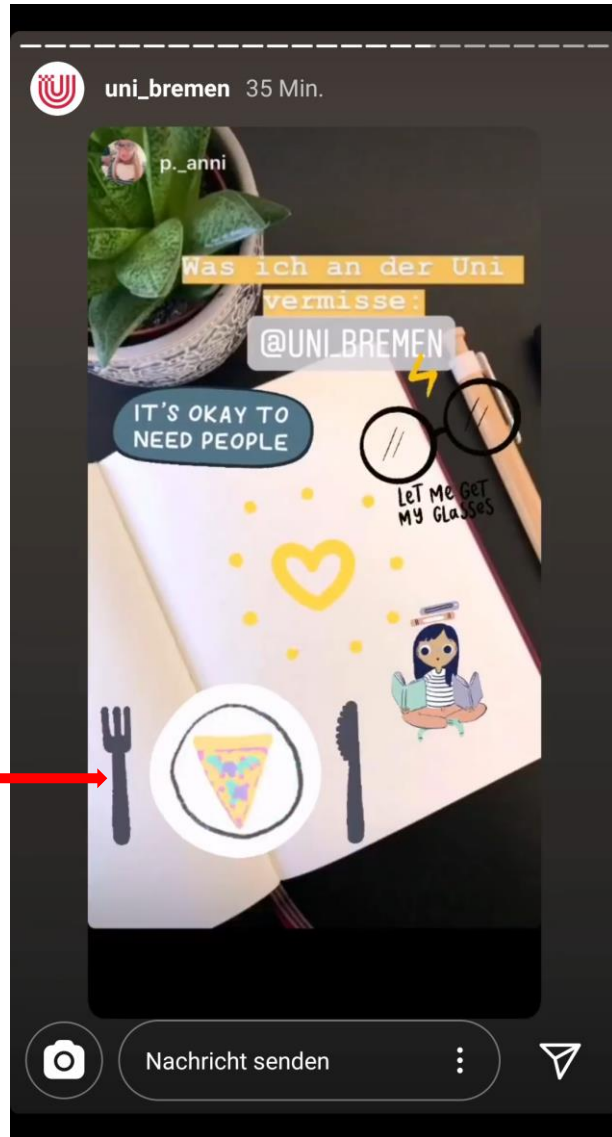 uni_bremen 35 Min.
p._anni
Was ich an der Uni
vermisse:
@UNI_BREMEN
IT'S OKAY TO
NEED PEOPLE
LET ME GET
MY GLASSES
Nachricht senden